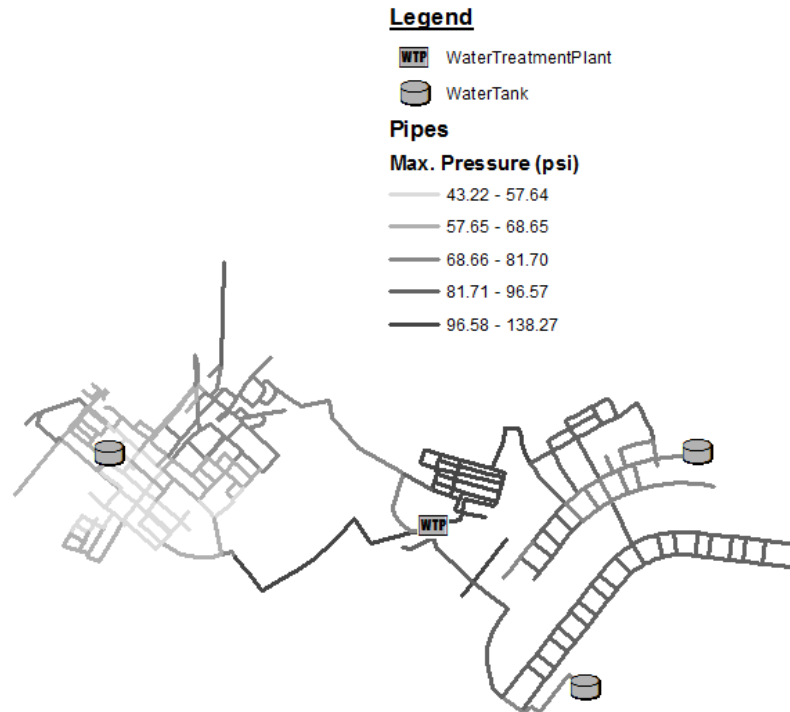 Legend
WTP WaterTreatmentPlant
WaterTank
Pipes
Max. Pressure (psi)
43.22 - 57.64
57.65 - 68.65
68.66 - 81.70
81.71 - 96.57
96.58 - 138.27
WTP